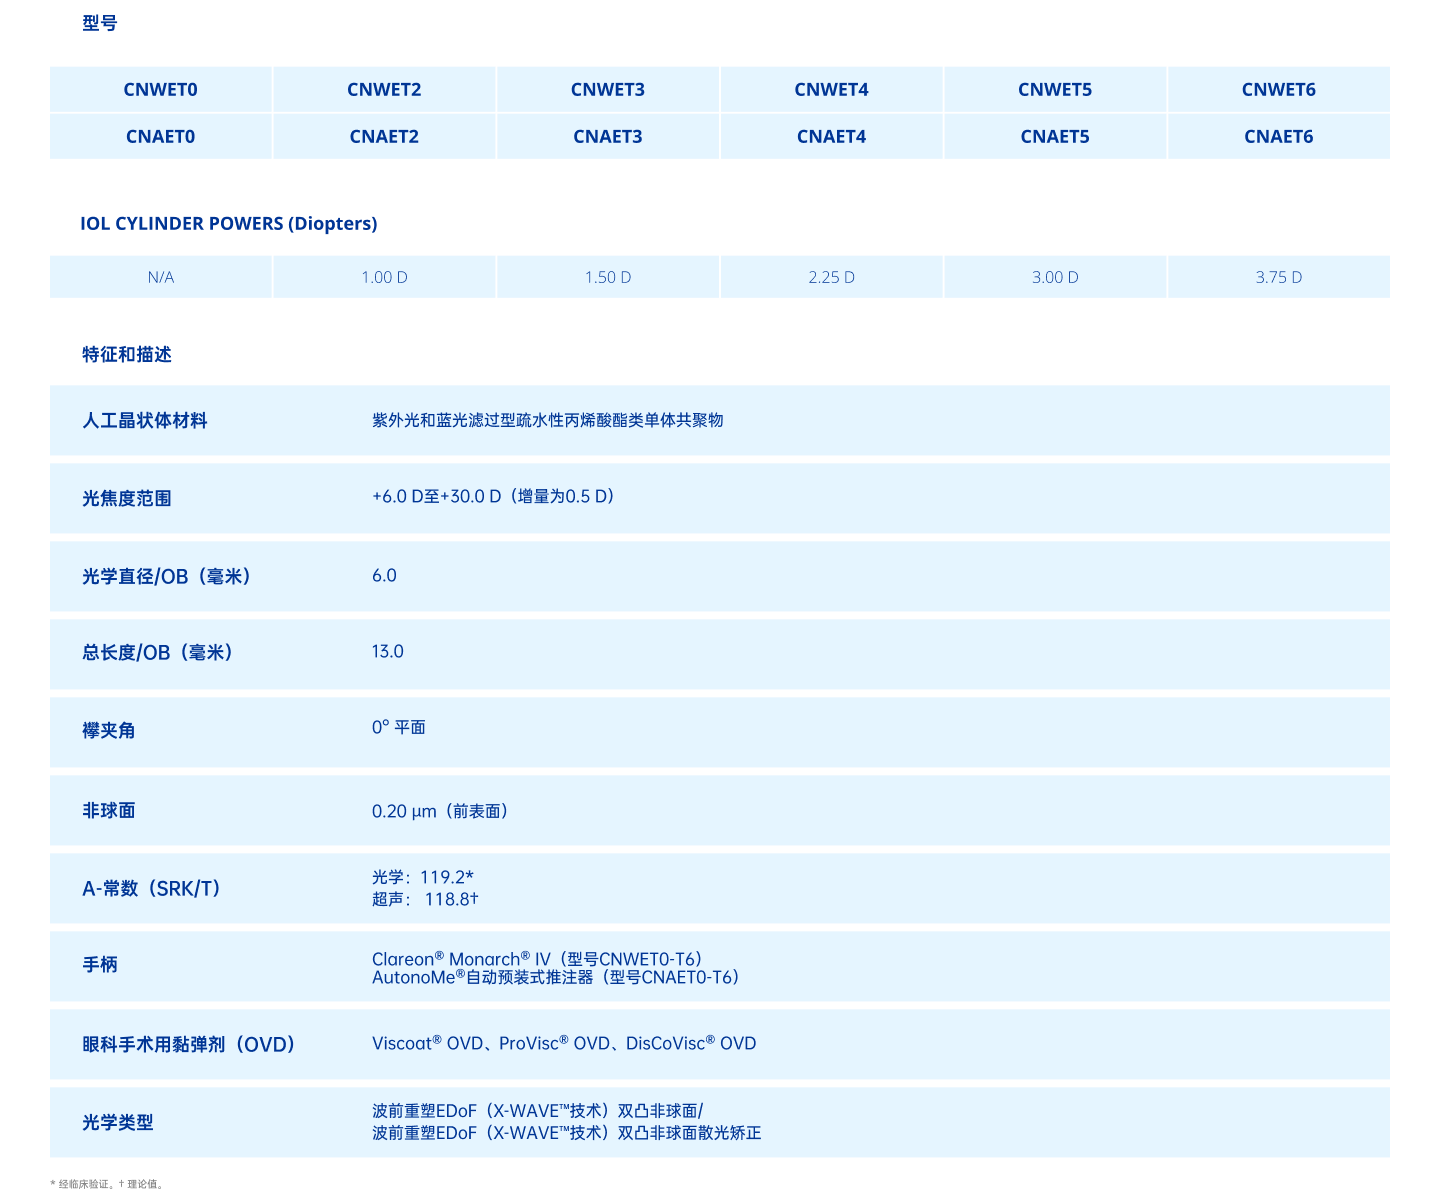 型号
CNWET0 CNWET2 CNWET3 CNWET4 CNWET5 CNWET6
CNAET0 CNAET2 CNAET3 CNAET4 CNAET5 CNAET6
IOL CYLINDER POWERS (Diopters)
N/A 1.00 D 1.50 D 2.25 D 3.00 D 3.75 D
特征和描述
人工晶状体材料 紫外光和蓝光滤过型疏水性丙烯酸酯类单体共聚物
光焦度范围 +6.0 D至+30.0 D（增量为0.5 D）
光学直径/OB（毫米） 6.0
总长度/OB（毫米） 13.0
襻夹角 0° 平面
非球面 0.20 μm（前表面）
A-常数（SRK/T） 光学：119.2*
超声： 118.8†
手柄 Clareon® Monarch® IV（型号CNWET0-T6）
AutonoMe®自动预装式推注器（型号CNAET0-T6）
眼科手术用黏弹剂（OVD） Viscoat® OVD、ProVisc® OVD、DisCoVisc® OVD
光学类型 波前重塑EDoF（X-WAVE™技术）双凸非球面/
波前重塑EDoF（X-WAVE™技术）双凸非球面散光矫正
* 经临床验证。† 理论值。